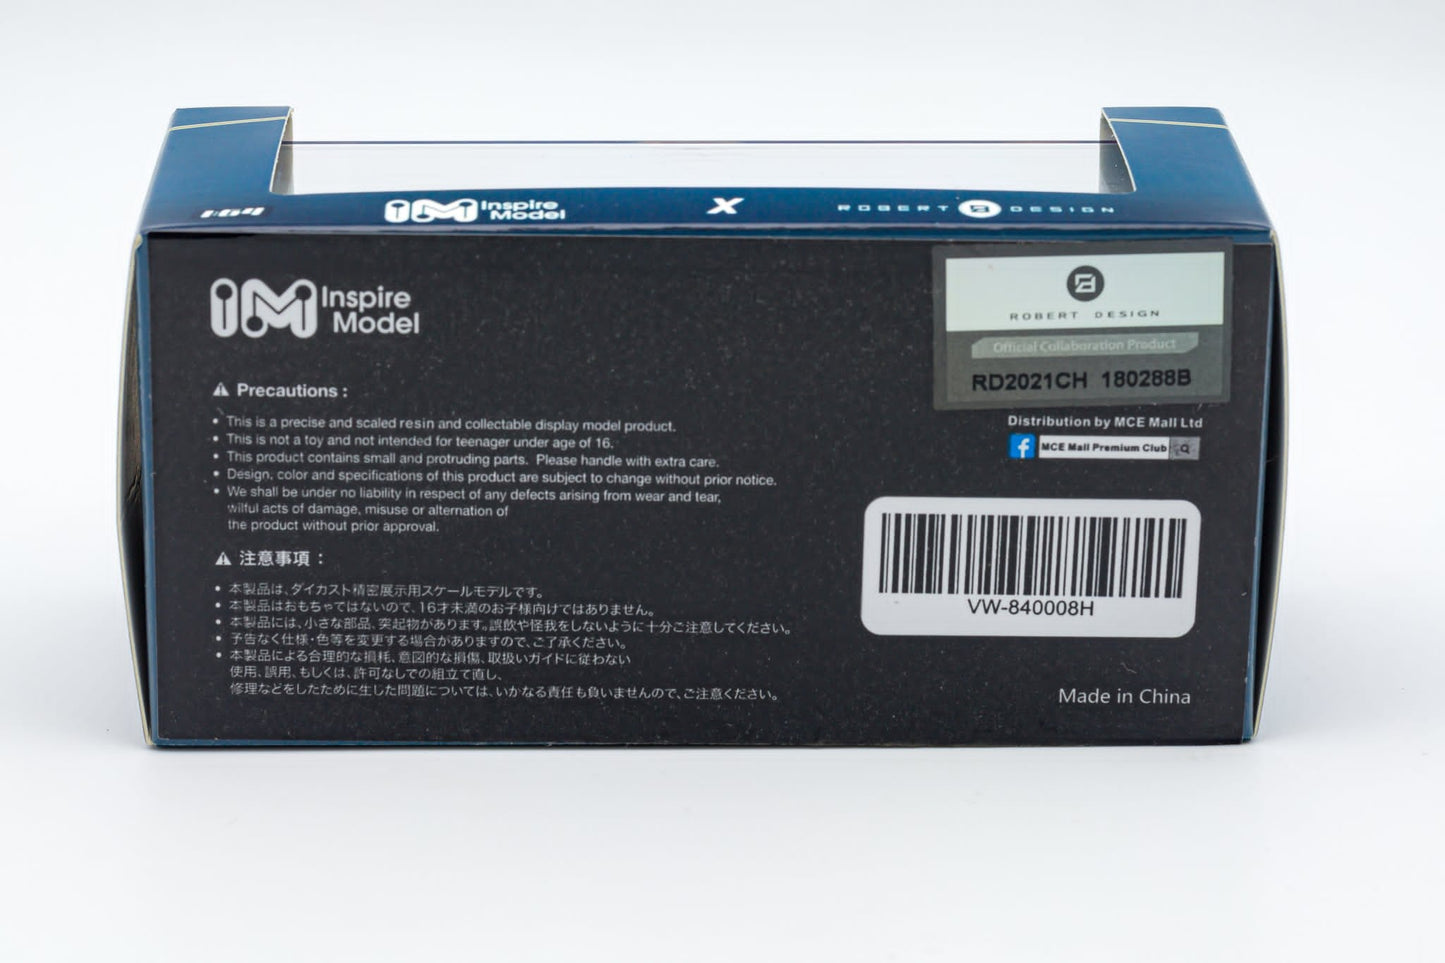 1:64
IM Inspire Model
X
ROBERT DESIGN
IM Inspire Model
Precautions :
• This is a precise and scaled resin and collectable display model product.
• This is not a toy and not intended for teenager under age of 16.
• This product contains small and protruding parts. Please handle with extra care.
• Design, color and specifications of this product are subject to change without prior notice.
• We shall be under no liability in respect of any defects arising from wear and tear,
wilful acts of damage, misuse or alternation of
the product without prior approval.
注意事項：
• 本製品は、ダイカスト精密展示用スケールモデルです。
• 本製品はおもちゃではないので、16才未満のお子様向けではありません。
• 本製品には、小さな部品、突起物があります。誤飲や怪我をしないように十分ご注意してください。
• 予告なく仕様・色等を変更する場合がありますので、ご了承ください。
• 本製品による合理的な損耗、意図的な損傷、取扱いガイドに従わない
使用、誤用、もしくは、許可なしでの組立て直し、
修理などをしたために生じた問題については、いかなる責任も負いませんので、ご注意ください。
ROBERT DESIGN
Official Collaboration Product
RD2021CH 180288B
Distribution by MCE Mall Ltd
f MCE Mall Premium Club
VW-840008H
Made in China